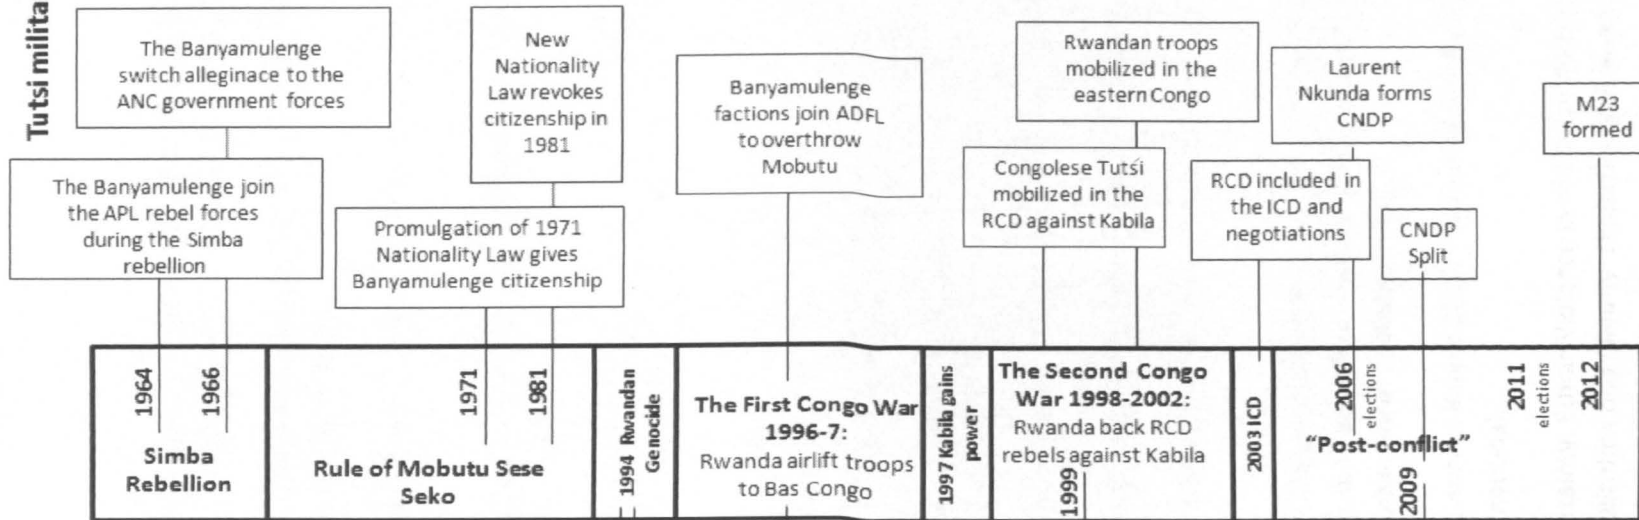 Tutsi milita
The Banyamulenge
switch alleginace to the
ANC government forces
The Banyamulenge join
the APL rebel forces
during the Simba
rebellion
New
Nationality
Law revokes
citizenship in
1981
Promulgation of 1971
Nationality Law gives
Banyamulenge citizenship
Banyamulenge
factions join ADFL
to overthrow
Mobutu
Rwandan troops
mobilized in the
eastern Congo
Congolese Tutsi
mobilized in the
RCD against Kabila
Laurent
Nkunda forms
CNDP
RCD included in
the ICD and
negotiations
CNDP
Split
M23
formed
1964
1966
Simba
Rebellion
1971
1981
Rule of Mobutu Sese
Seko
1994 Rwandan
Genocide
The First Congo War
1996-7:
Rwanda airlift troops
to Bas Congo
1997 Kabila gains
power
The Second Congo
War 1998-2002:
Rwanda back RCD
rebels against Kabila
1999
2003 ICD
2006
elections
"Post-conflict"
2009
2011
elections
2012